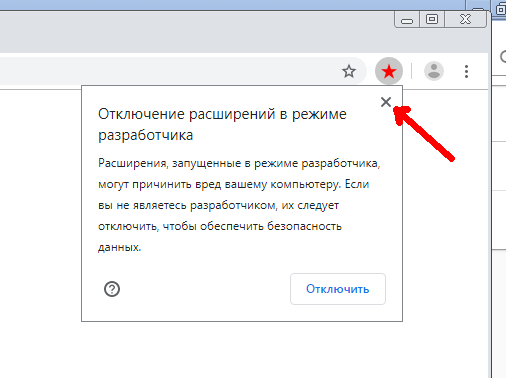 Отключение расширений в режиме
разработчика
Расширения, запущенные в режиме разработчика,
могут причинить вред вашему компьютеру. Если
вы не являетесь разработчиком, их следует
отключить, чтобы обеспечить безопасность
данных.
Отключить